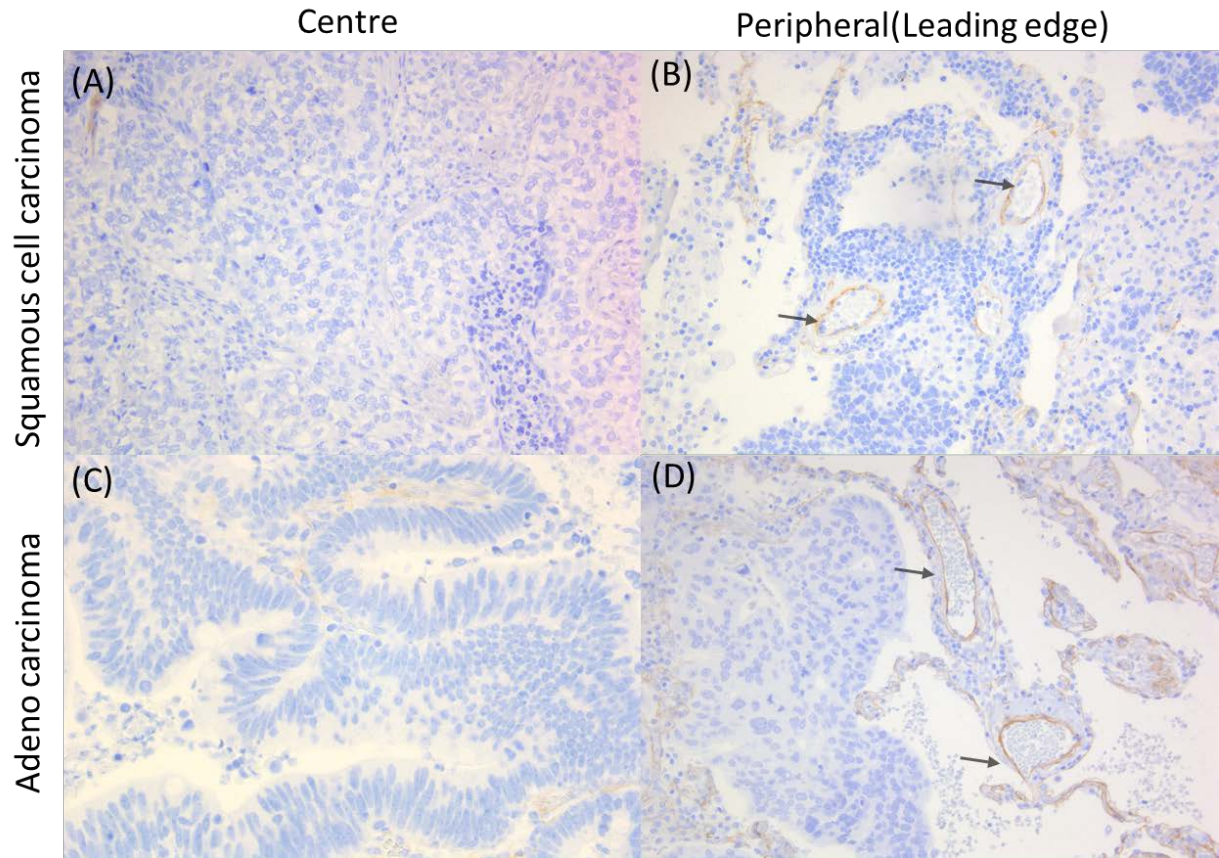 Centre
Peripheral(Leading edge)
Squamous cell carcinoma
(A)
(B)
Adeno carcinoma
(C)
(D)